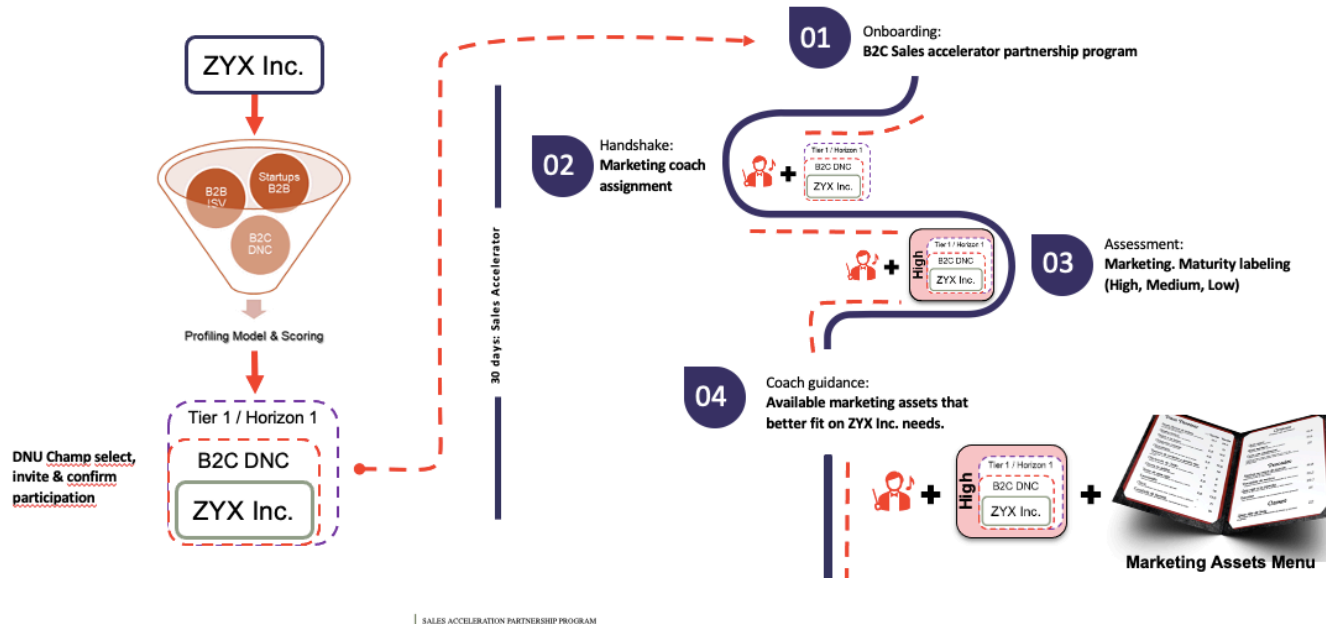 ZYX Inc.
Startups
B2B
B2B
ISV
B2C
DNC
Profiling Model & Scoring
Tier 1 / Horizon 1
B2C DNC
ZYX Inc.
DNU Champ select,
invite & confirm
participation
30 days: Sales Accelerator
01
Onboarding:
B2C Sales accelerator partnership program
02
Handshake:
Marketing coach
assignment
Tier 1 / Horizon 1
B2C DNC
ZYX Inc.
High
Tier 1 / Horizon 1
B2C DNC
ZYX Inc.
03
Assessment:
Marketing. Maturity labeling
(High, Medium, Low)
04
Coach guidance:
Available marketing assets that
better fit on ZYX Inc. needs.
High
Tier 1 / Horizon 1
B2C DNC
ZYX Inc.
Marketing Assets Menu
SALES ACCELERATION PARTNERSHIP PROGRAM